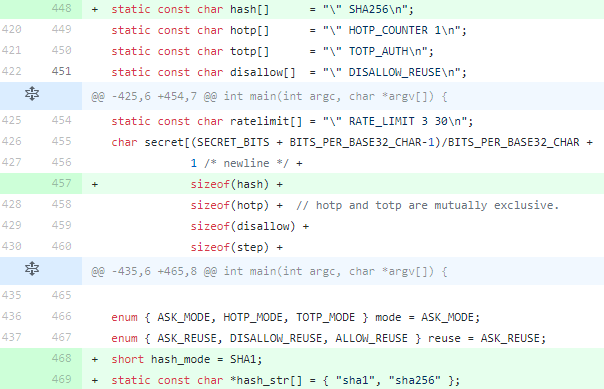 448 + static const char hash[] = "\" SHA256\n";
420 449 static const char hotp[] = "\" HOTP_COUNTER 1\n";
421 450 static const char totp[] = "\" TOTP_AUTH\n";
422 451 static const char disallow[] = "\" DISALLOW_REUSE\n";
@@ -425,6 +454,7 @@ int main(int argc, char *argv[]) {
425 454 static const char ratelimit[] = "\" RATE_LIMIT 3 30\n";
426 455 char secret[(SECRET_BITS + BITS_PER_BASE32_CHAR-1)/BITS_PER_BASE32_CHAR +
427 456 1 /* newline */ +
457 + sizeof(hash) +
428 458 sizeof(hotp) + // hotp and totp are mutually exclusive.
429 459 sizeof(disallow) +
430 460 sizeof(step) +
@@ -435,6 +465,8 @@ int main(int argc, char *argv[]) {
435 465
436 466 enum { ASK_MODE, HOTP_MODE, TOTP_MODE } mode = ASK_MODE;
437 467 enum { ASK_REUSE, DISALLOW_REUSE, ALLOW_REUSE } reuse = ASK_REUSE;
468 + short hash_mode = SHA1;
469 + static const char *hash_str[] = { "sha1", "sha256" };